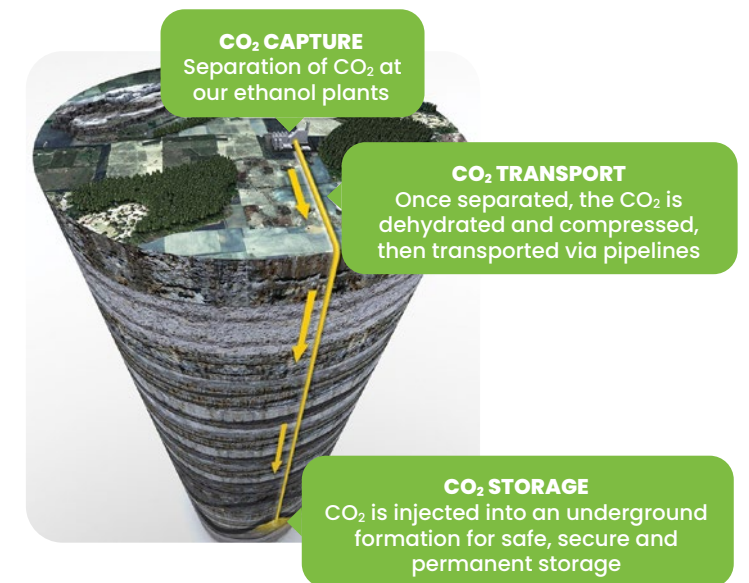 CO₂ CAPTURE
Separation of CO₂ at
our ethanol plants
CO₂ TRANSPORT
Once separated, the CO₂ is
dehydrated and compressed,
then transported via pipelines
CO₂ STORAGE
CO₂ is injected into an underground
formation for safe, secure and
permanent storage